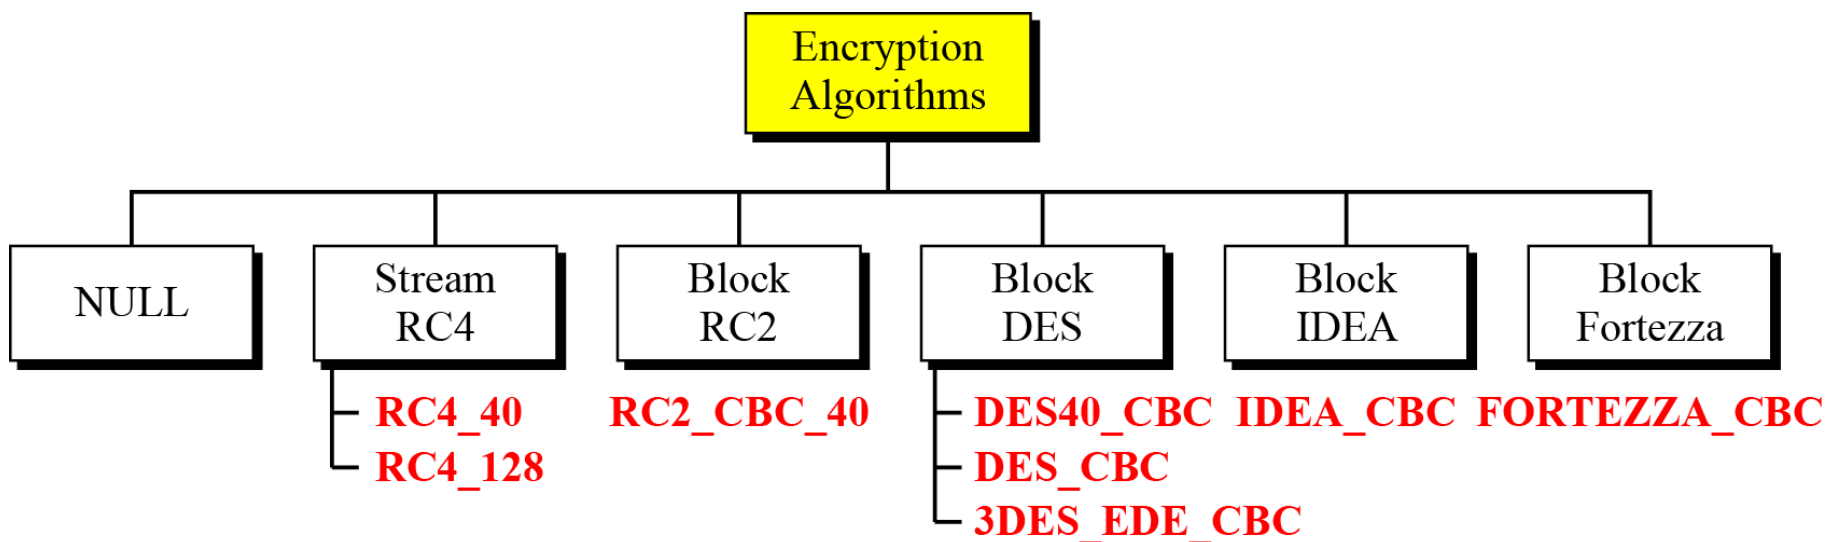 Encryption
Algorithms
NULL
Stream
RC4
Block
RC2
Block
DES
Block
IDEA
Block
Fortezza
RC4_40
RC4_128
RC2_CBC_40
DES40_CBC
DES_CBC
3DES_EDE_CBC
IDEA_CBC
FORTEZZA_CBC